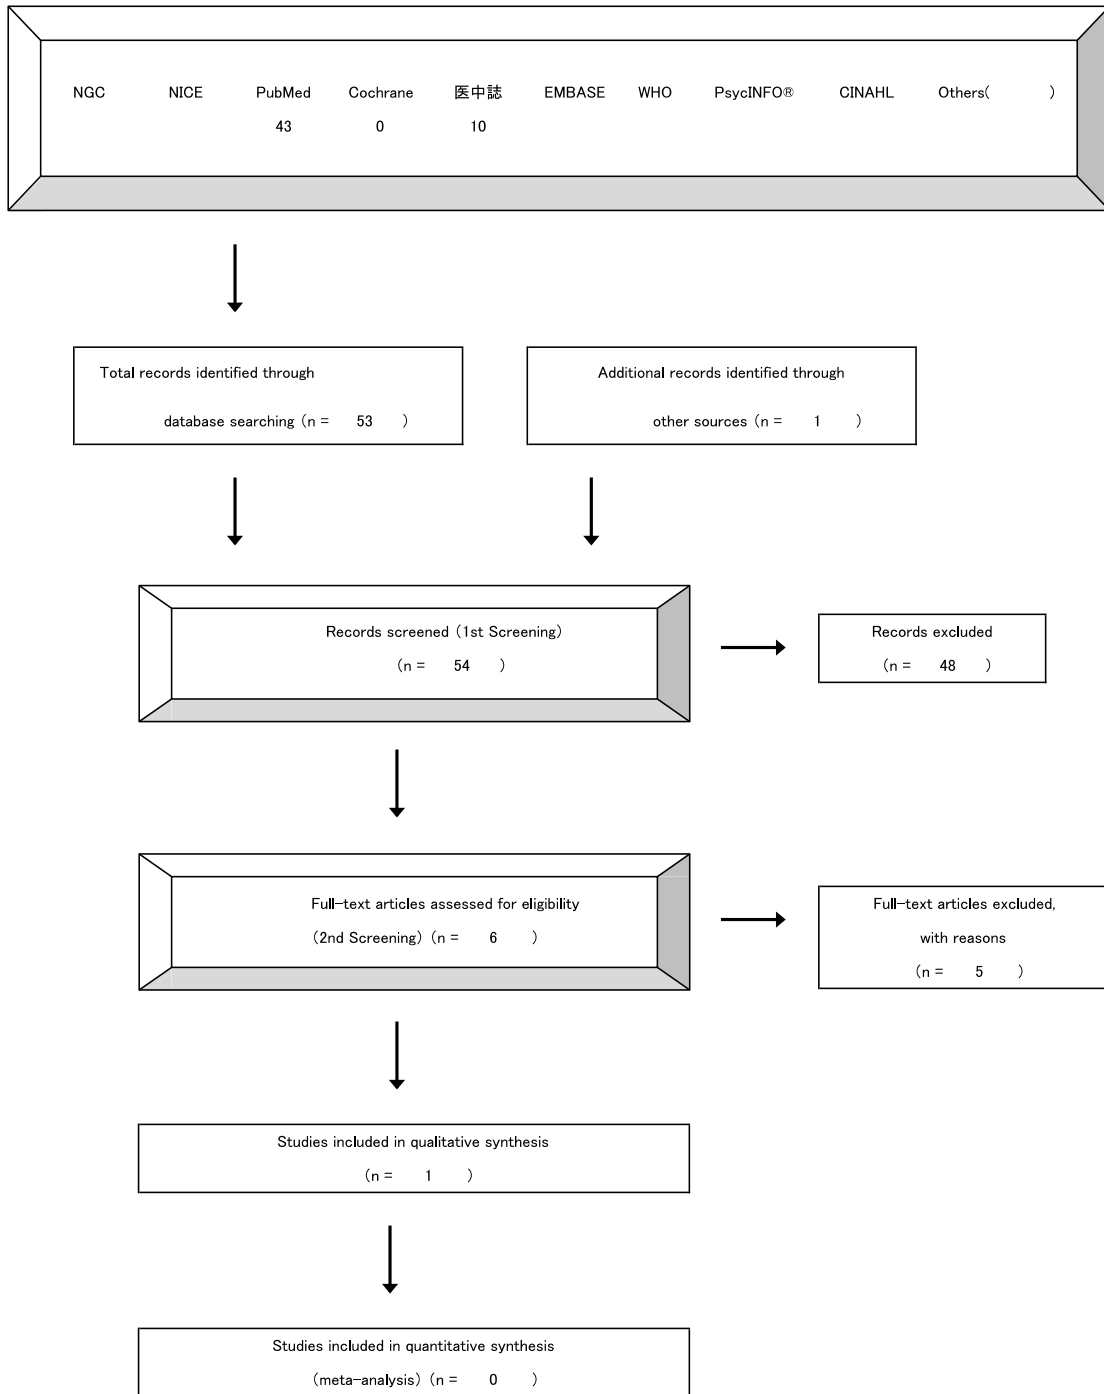 NGC NICE PubMed Cochrane 医中誌 EMBASE WHO PsycINFO® CINAHL Others( )
43 0 10
Total records identified through
database searching (n = 53 )
Additional records identified through
other sources (n = 1 )
Records screened (1st Screening)
(n = 54 )
Records excluded
(n = 48 )
Full-text articles assessed for eligibility
(2nd Screening) (n = 6 )
Full-text articles excluded,
with reasons
(n = 5 )
Studies included in qualitative synthesis
(n = 1 )
Studies included in quantitative synthesis
(meta-analysis) (n = 0 )